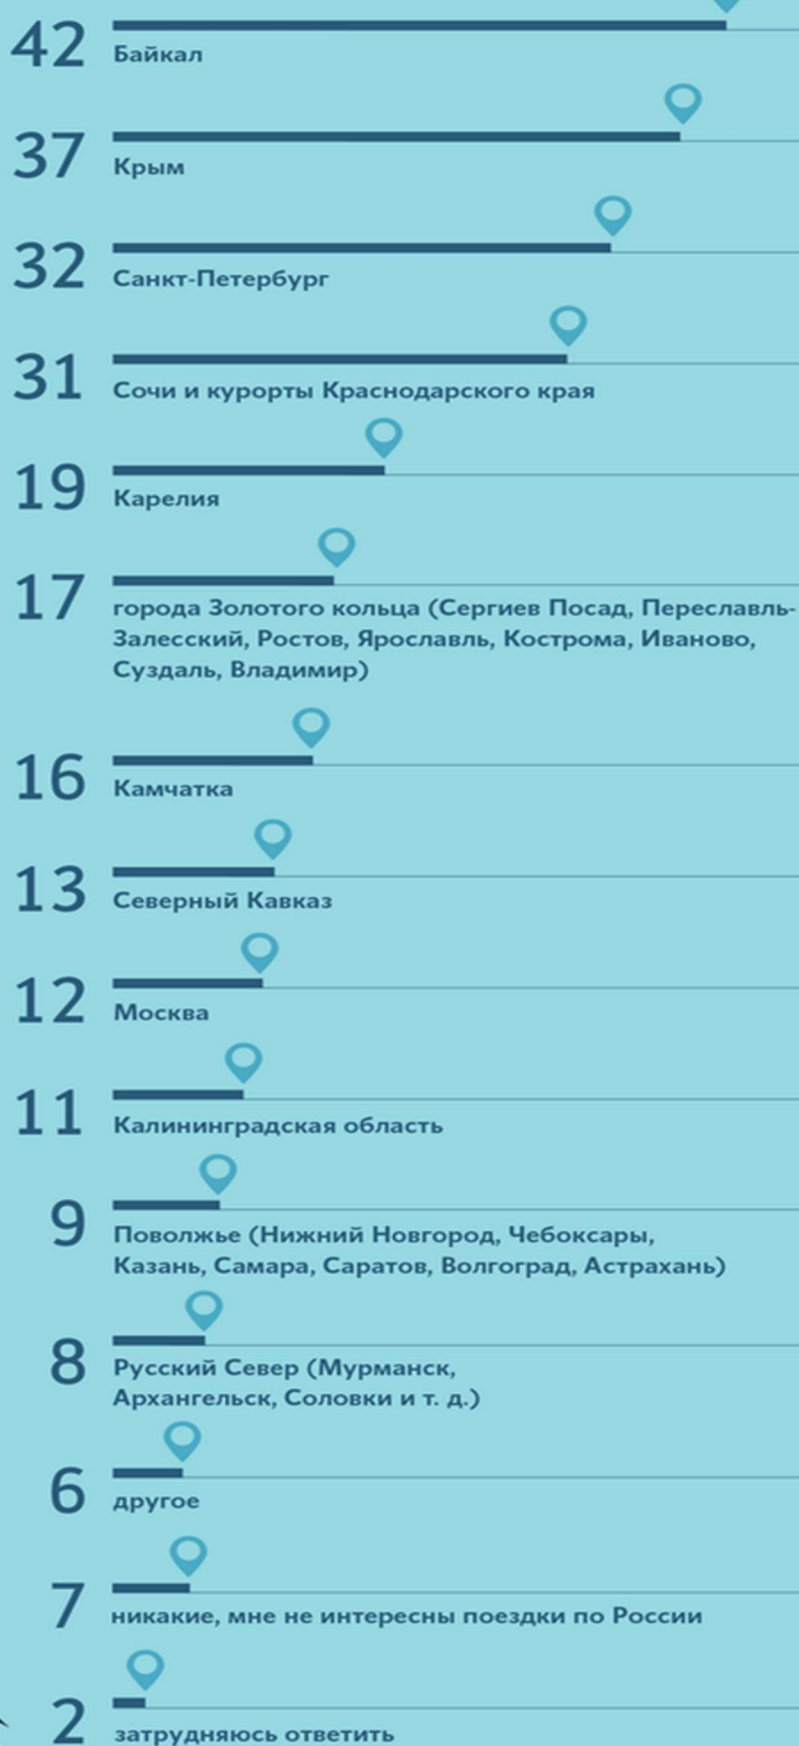 42
Байкал
37
Крым
32
Санкт-Петербург
31
Сочи и курорты Краснодарского края
19
Карелия
17
города Золотого кольца (Сергиев Посад, Переславль-
Залесский, Ростов, Ярославль, Кострома, Иваново,
Суздаль, Владимир)
16
Камчатка
13
Северный Кавказ
12
Москва
11
Калининградская область
9
Поволжье (Нижний Новгород, Чебоксары,
Казань, Самара, Саратов, Волгоград, Астрахань)
8
Русский Север (Мурманск,
Архангельск, Соловки и т. д.)
6
другое
7
никакие, мне не интересны поездки по России
2
затрудняюсь ответить